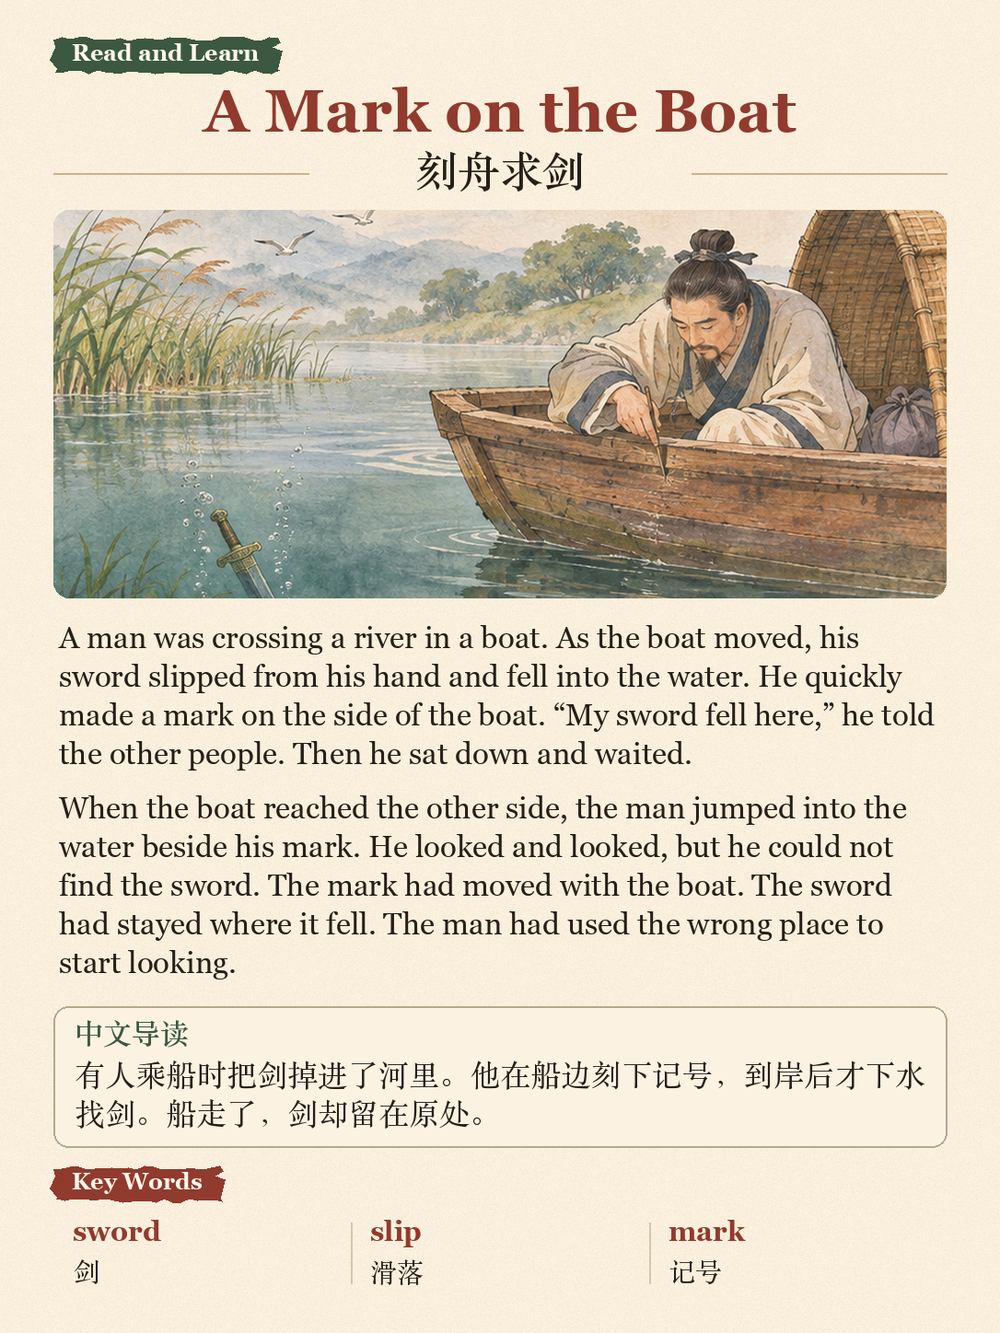 Read and Learn
A Mark on the Boat
刻舟求剑
A man was crossing a river in a boat. As the boat moved, his
sword slipped from his hand and fell into the water. He quickly
made a mark on the side of the boat. “My sword fell here,” he told
the other people. Then he sat down and waited.
When the boat reached the other side, the man jumped into the
water beside his mark. He looked and looked, but he could not
find the sword. The mark had moved with the boat. The sword
had stayed where it fell. The man had used the wrong place to
start looking.
中文导读
有人乘船时把剑掉进了河里。他在船边刻下记号，到岸后才下水
找剑。船走了，剑却留在原处。
Key Words
sword
剑
slip
滑落
mark
记号